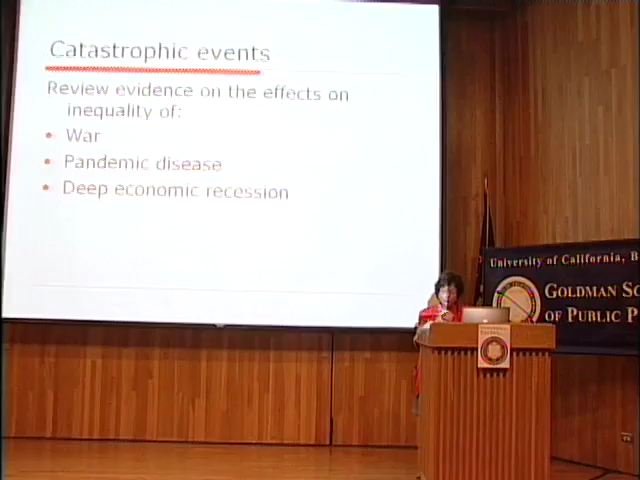 Catastrophic events
Review evidence on the effects on
inequality of:
• War
• Pandemic disease
• Deep economic recession
University of California, B
GOLDMAN SC
OF PUBLIC P